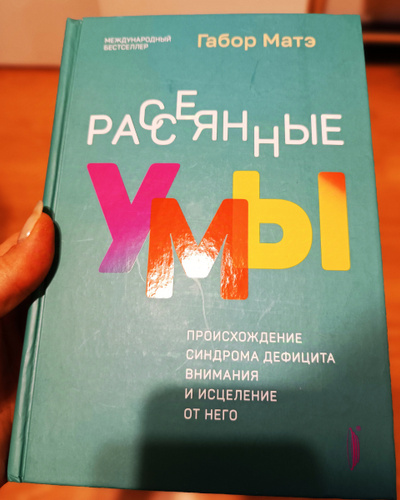 МЕЖДУНАРОДНЫЙ
БЕСТСЕЛЛЕР
Габор Матэ
РАССЕЯННЫЕ
УМЫ
ПРОИСХОЖДЕНИЕ
СИНДРОМА ДЕФИЦИТА
ВНИМАНИЯ
И ИСЦЕЛЕНИЕ
ОТ НЕГО